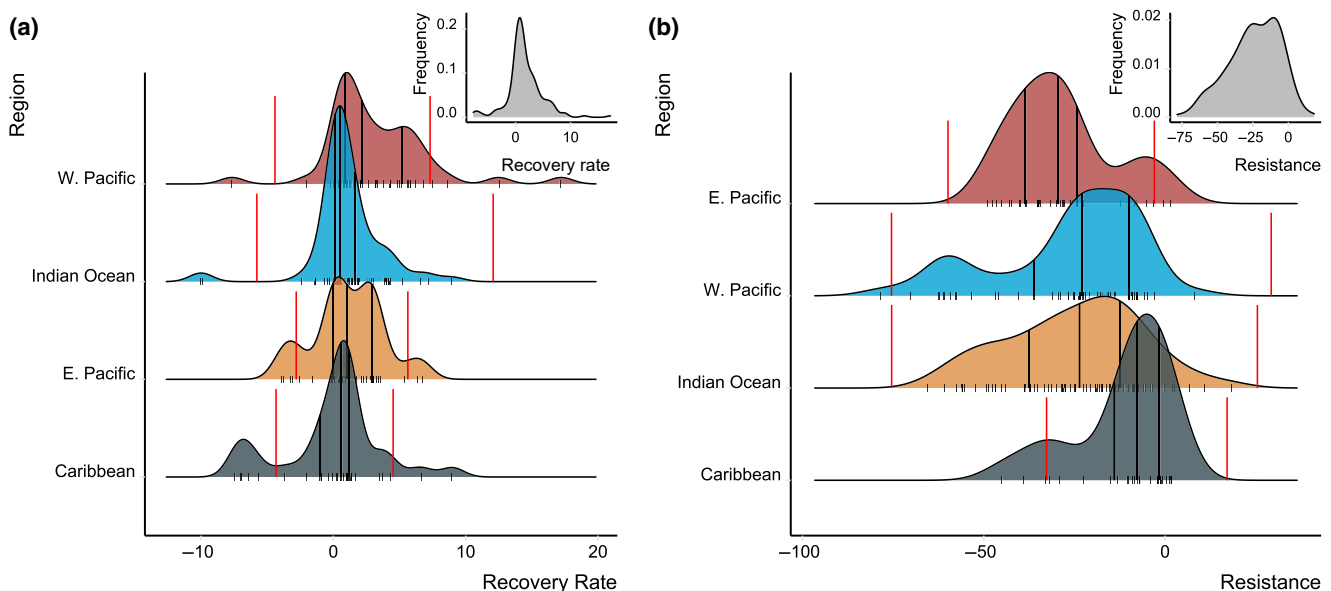 (a)
Region
W. Pacific
Indian Ocean
E. Pacific
Caribbean
–10
0
10
20
Recovery Rate
Frequency
0.2
0.1
0.0
0
10
Recovery rate
(b)
Region
E. Pacific
W. Pacific
Indian Ocean
Caribbean
–100
–50
0
Resistance
Frequency
0.02
0.01
0.00
–75
–50
–25
0
Resistance